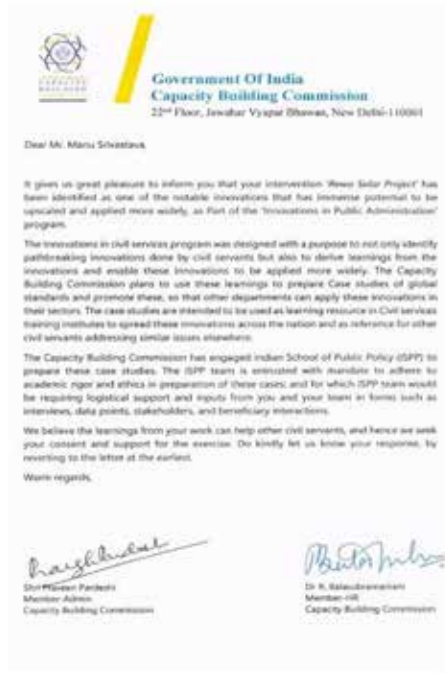 CAPACITY
BUILDING
Government Of India
Capacity Building Commission
22nd Floor, Jawahar Vyapar Bhawan, New Delhi-110001
Dear Mr. Manu Srivastava,
It gives us great pleasure to inform you that your intervention 'Rewa Solar Project' has
been identified as one of the notable innovations that has immense potential to be
upscaled and applied more widely, as Part of the 'Innovations in Public Administration'
program.
The innovations in civil services program was designed with a purpose to not only identify
pathbreaking innovations done by civil servants but also to derive learnings from the
innovations and enable these innovations to be applied more widely. The Capacity
Building Commission plans to use these learnings to prepare Case studies of global
standards and promote these, so that other departments can apply these innovations in
their sectors. The case studies are intended to be used as learning resource in Civil services
training institutes to spread these innovations across the nation and as reference for other
civil servants addressing similar issues elsewhere.
The Capacity Building Commission has engaged Indian School of Public Policy (ISPP) to
prepare these case studies. The ISPP team is entrusted with mandate to adhere to
academic rigor and ethics in preparation of these cases; and for which ISPP team would
be requiring logistical support and inputs from you and your team in forms such as
interviews, data points, stakeholders, and beneficiary interactions.
We believe the learnings from your work can help other civil servants, and hence we seek
your consent and support for the exercise. Do kindly let us know your response, by
reverting to the letter at the earliest.
Warm regards,
Shri Praveen Pardeshi
Member-Admin
Capacity Building Commission
Dr R. Balasubramaniam
Member-HR
Capacity Building Commission